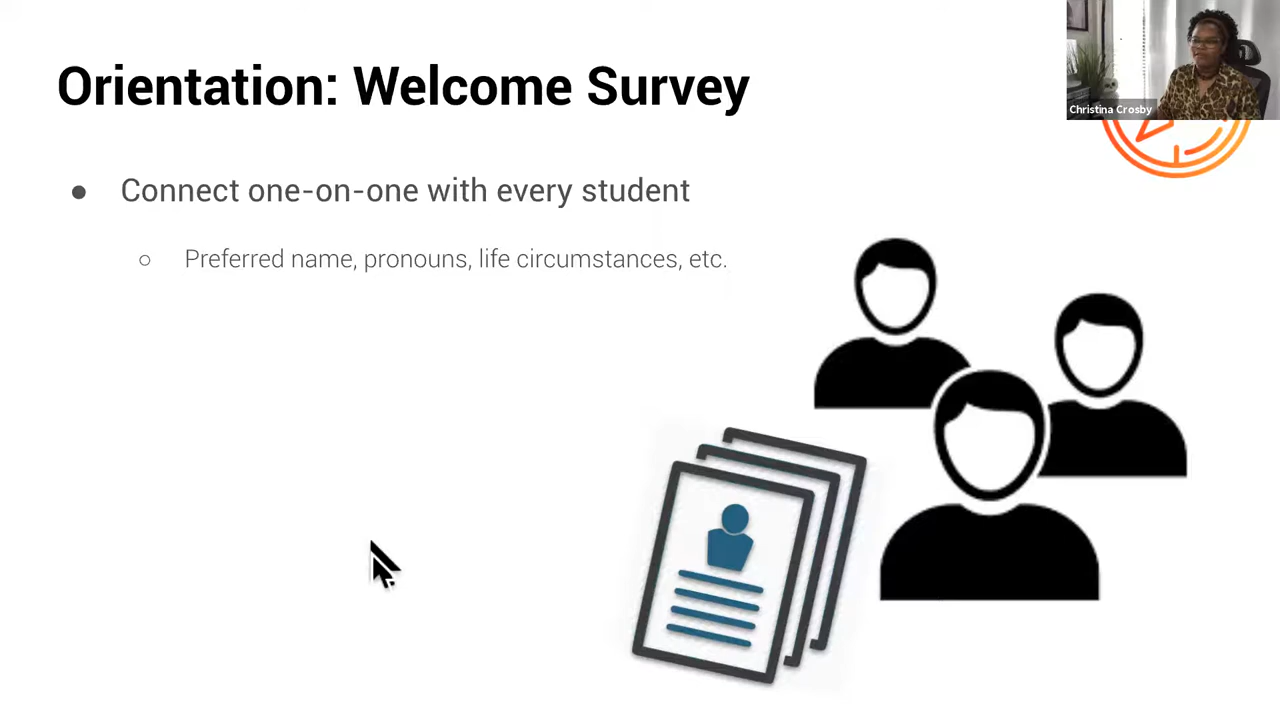 Orientation: Welcome Survey
Christina Crosby
● Connect one-on-one with every student
○ Preferred name, pronouns, life circumstances, etc.